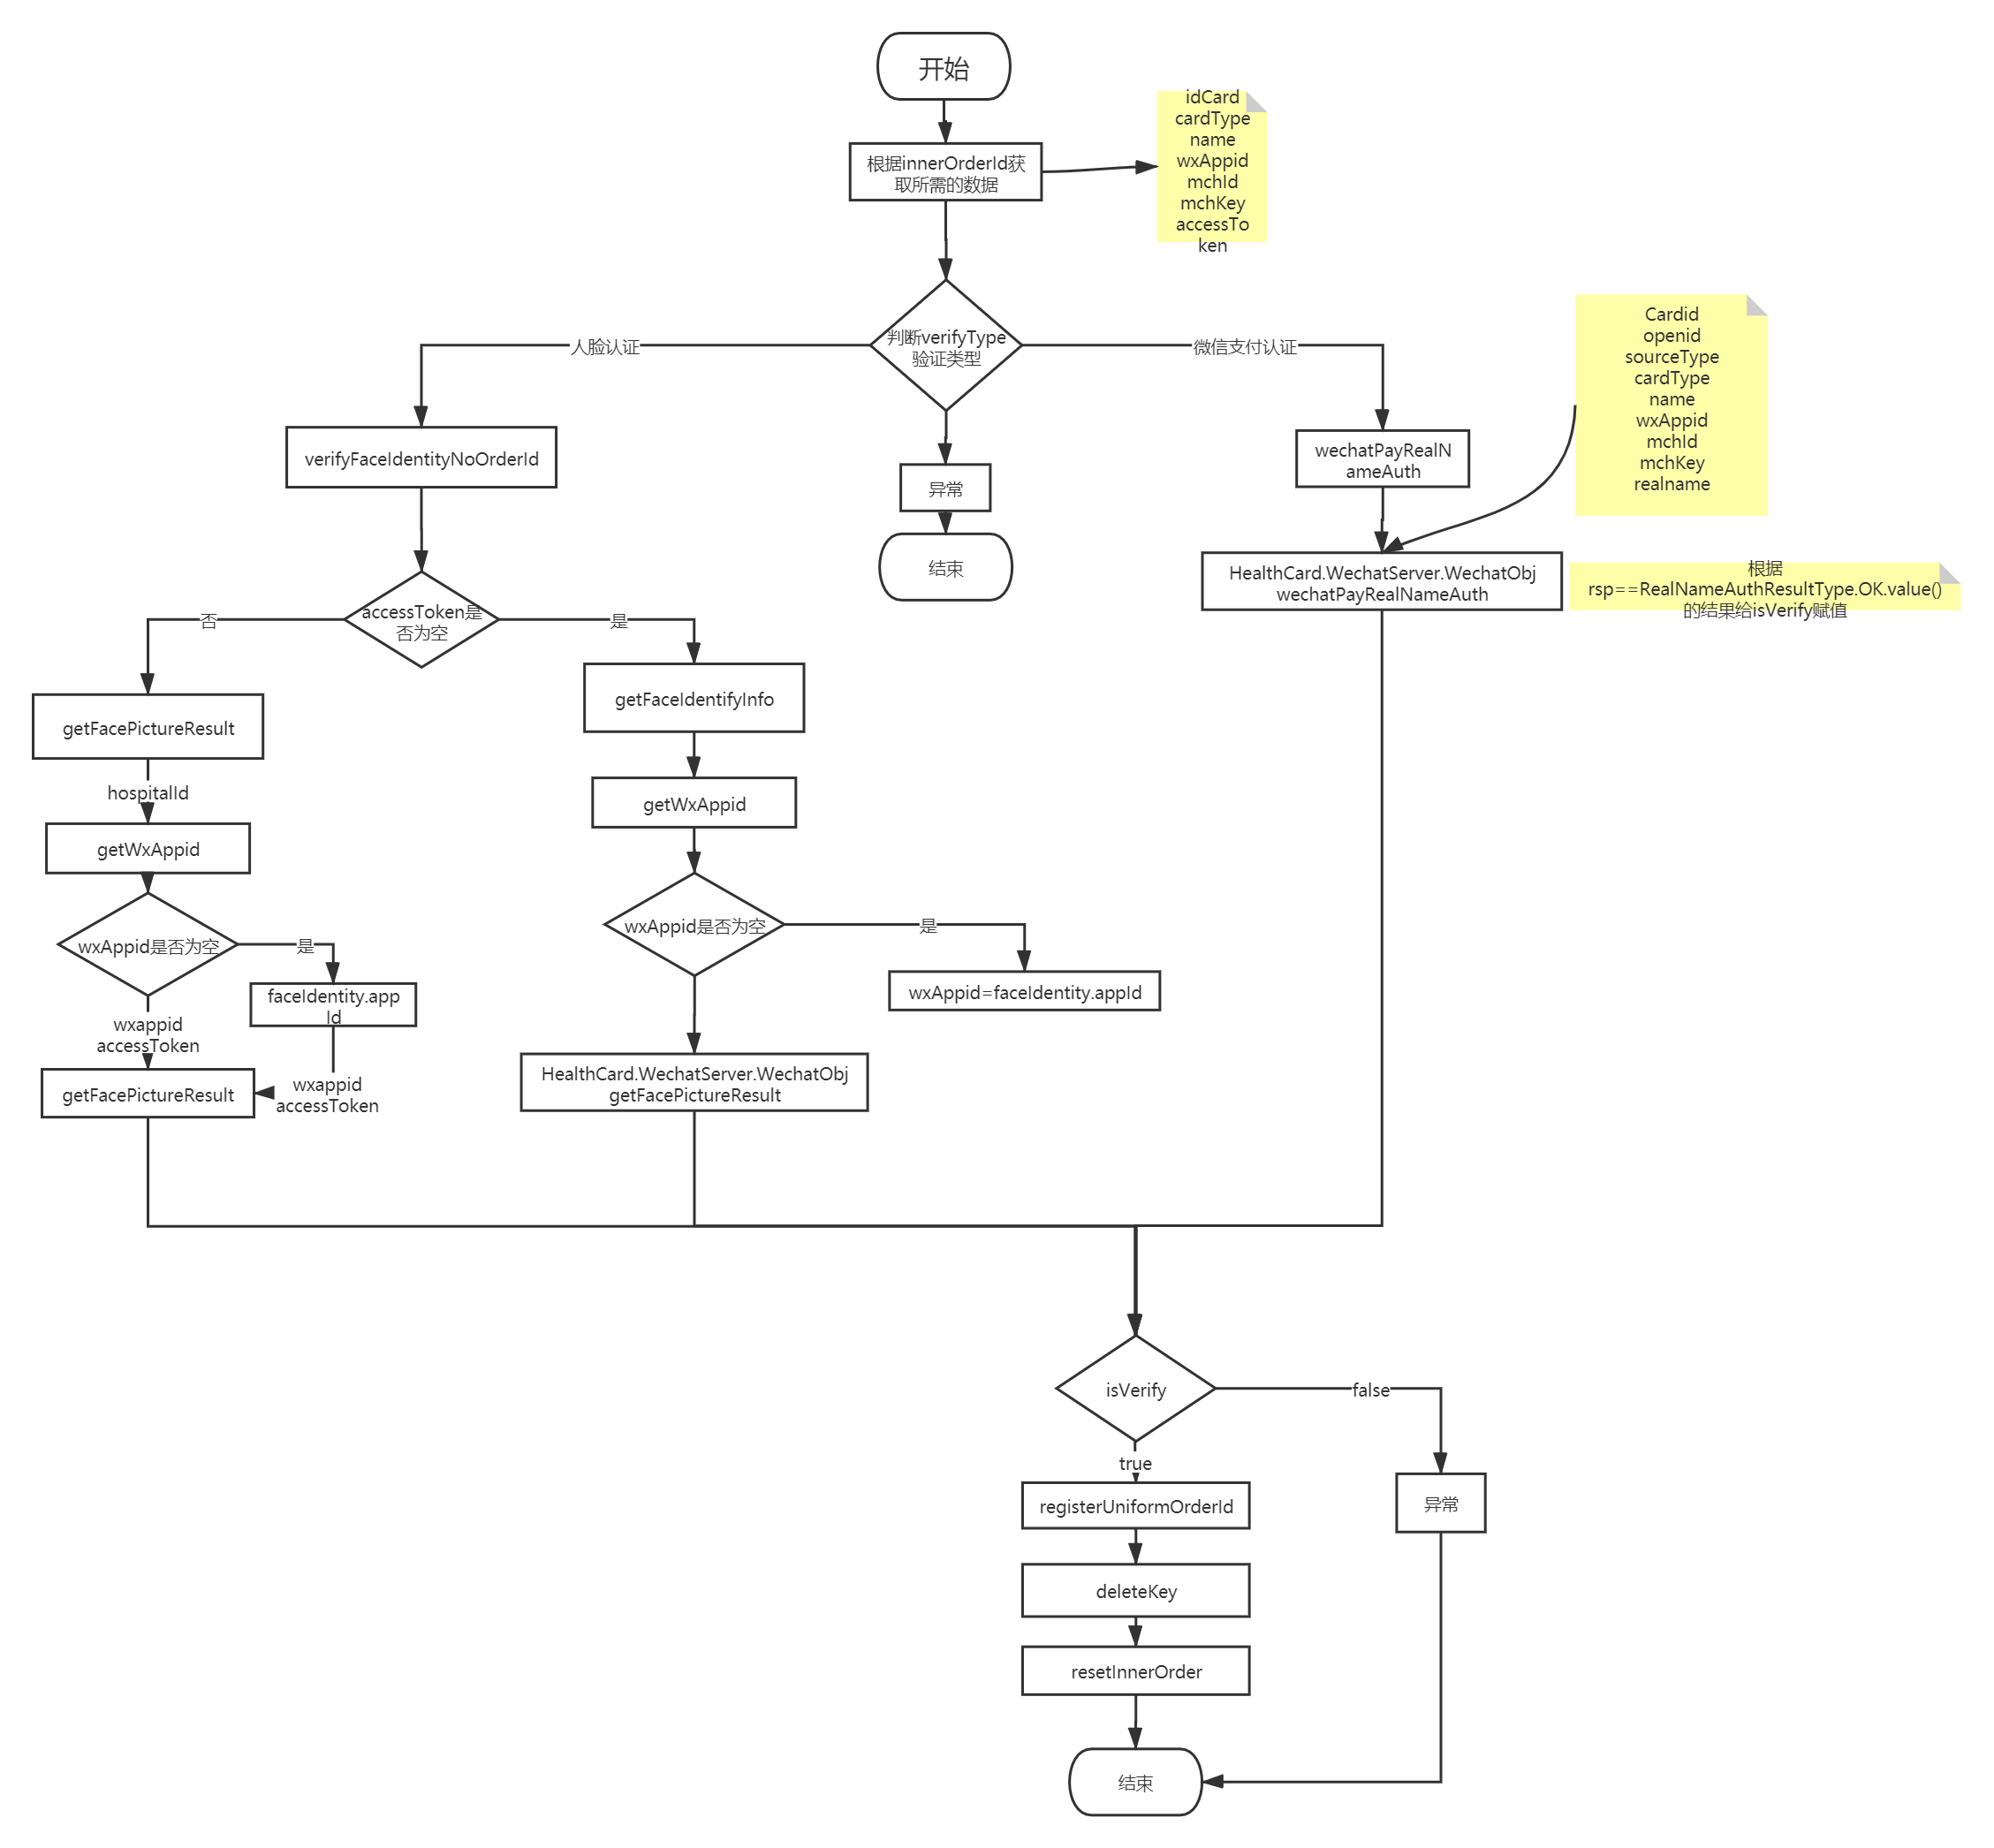 开始
根据innerOrderId获
取所需的数据
idCard
cardType
name
wxAppid
mchId
mchKey
accessTo
ken
判断verifyType
验证类型
人脸认证
微信支付认证
Cardid
openid
sourceType
cardType
name
wxAppid
mchId
mchKey
realname
verifyFaceIdentityNoOrderId
异常
结束
wechatPayRealN
ameAuth
HealthCard.WechatServer.WechatObj
wechatPayRealNameAuth
根据
rsp==RealNameAuthResultType.OK.value()
的结果给isVerify赋值
accessToken是
否为空
否
是
getFacePictureResult
hospitalId
getWxAppid
wxAppid是否为空
是
faceIdentity.app
Id
wxappid
accessToken
wxappid
accessToken
getFacePictureResult
getFaceIdentifyInfo
getWxAppid
wxAppid是否为空
是
wxAppid=faceIdentity.appId
HealthCard.WechatServer.WechatObj
getFacePictureResult
isVerify
false
true
registerUniformOrderId
异常
deleteKey
resetInnerOrder
结束